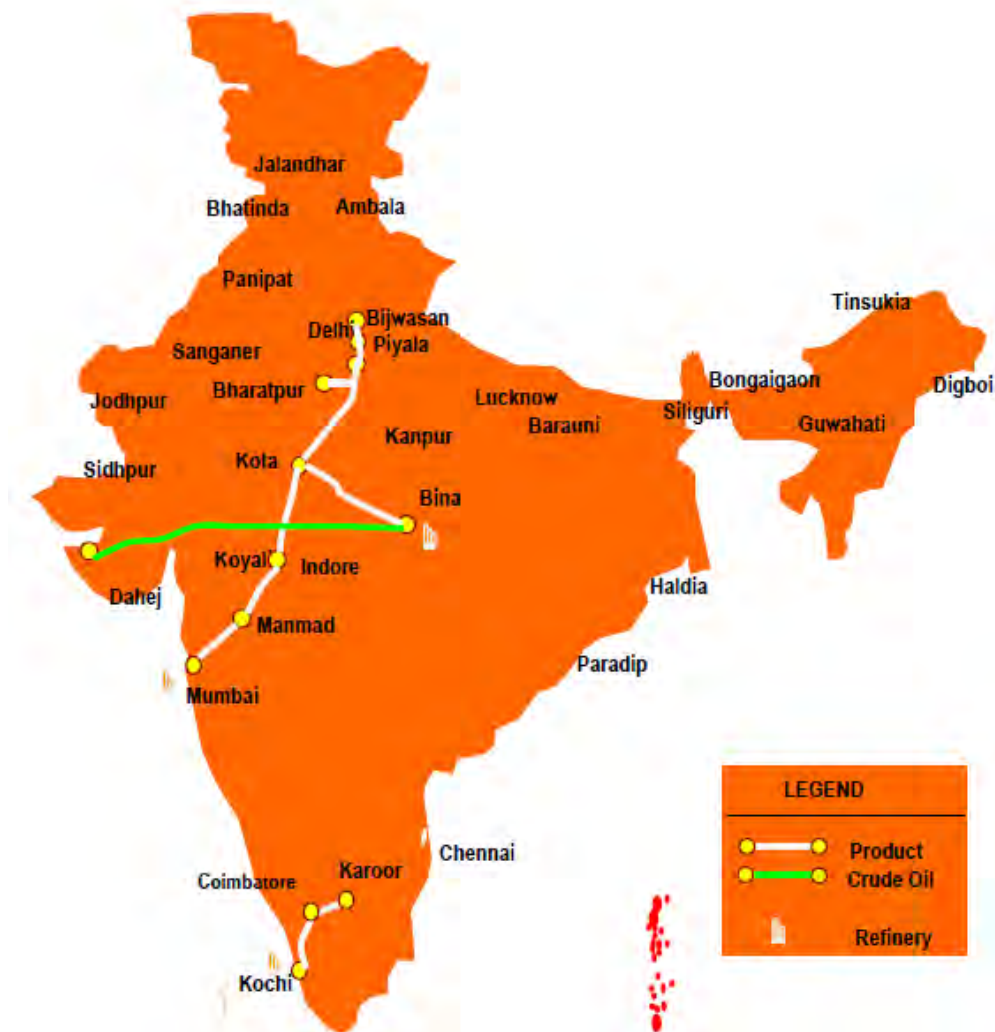 Jalandhar
Bhatinda
Ambala
Panipat
Tinsukia
Delhi
Bijwasan
Sanganer
Piyala
Bharatpur
Bongaigaon
Digboi
Jodhpur
Lucknow
Siliguri
Barauni
Guwahati
Kanpur
Kota
Sidhpur
Bina
Koyali
Indore
Haldia
Dahej
Manmad
Paradip
Mumbai
LEGEND
Product
Crude Oil
Refinery
Chennai
Karoor
Coimbatore
Kochi